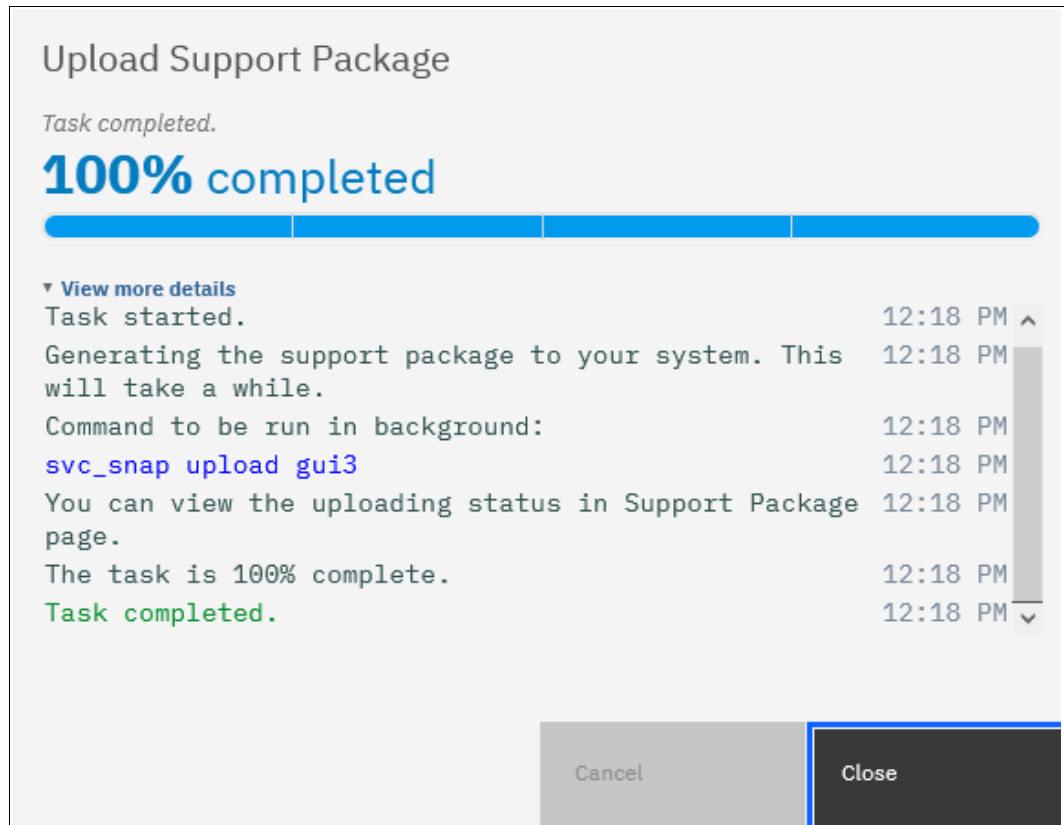 Upload Support Package
Task completed.
100% completed
View more details
Task started. 12:18 PM
Generating the support package to your system. This 12:18 PM
will take a while.
Command to be run in background: 12:18 PM
svc_snap upload gui3 12:18 PM
You can view the uploading status in Support Package 12:18 PM
page.
The task is 100% complete. 12:18 PM
Task completed. 12:18 PM
Cancel Close